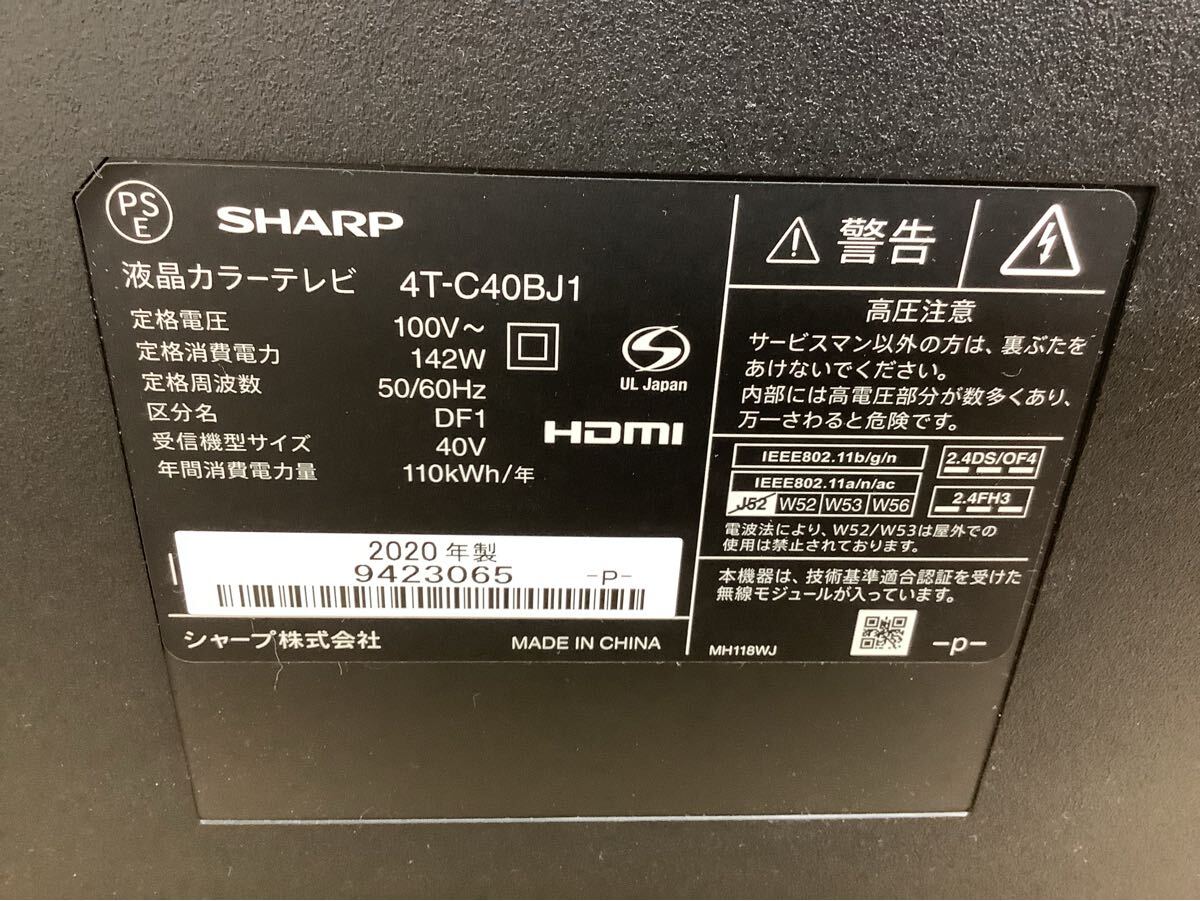 PS
E
SHARP
液晶カラーテレビ 4T-C40BJ1
定格電圧 100V～
定格消費電力 142W
定格周波数 50/60Hz
区分名 DF1
受信機型サイズ 40V
年間消費電力量 110kWh/年
UL Japan
HDMI
2020年製
9423065 -P-
シャープ株式会社 MADE IN CHINA
警告
高圧注意
サービスマン以外の方は、裏ぶたを
あけないでください。
内部には高電圧部分が数多くあり、
万一さわると危険です。
IEEE802.11b/g/n
IEEE802.11a/n/ac
J52 W52 W53 W56
2.4DS/OF4
2.4FH3
電波法により、W52/W53は屋外での
使用は禁止されております。
本機器は、技術基準適合認証を受けた
無線モジュールが入っています。
MH118WJ -p-